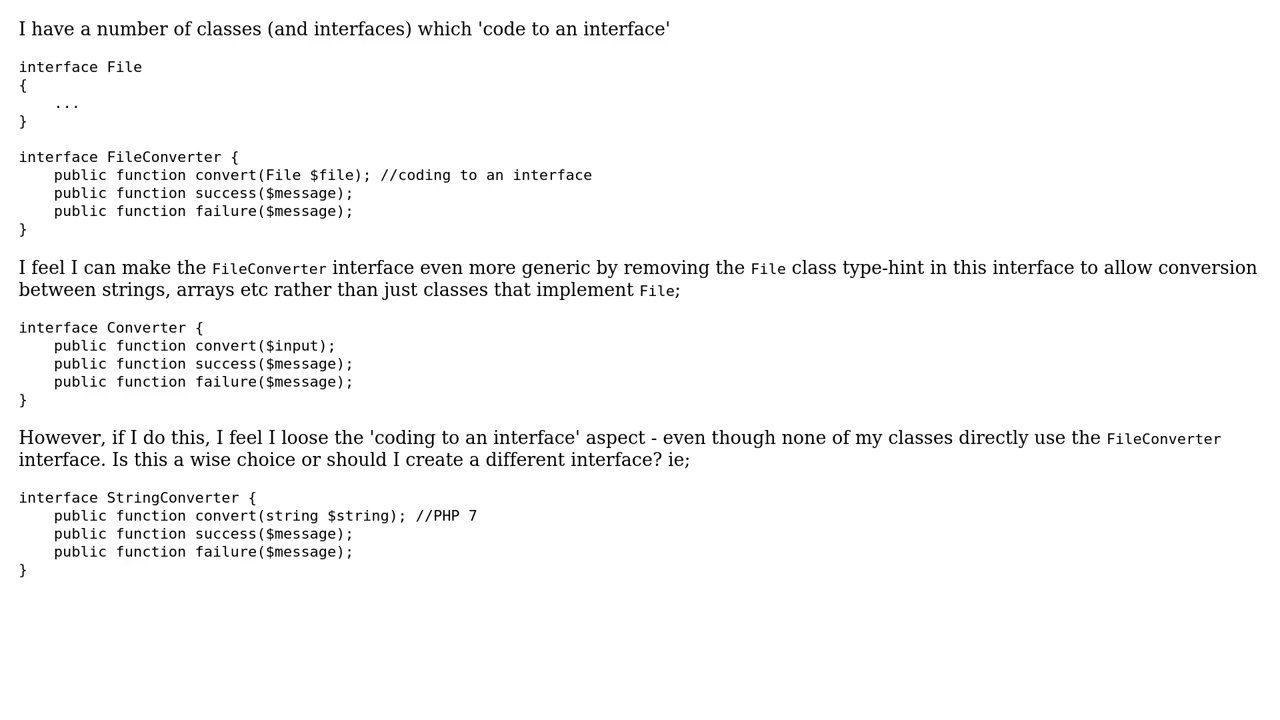 I have a number of classes (and interfaces) which 'code to an interface'
interface File
{
    ...
}
interface FileConverter {
    public function convert(File $file); //coding to an interface
    public function success($message);
    public function failure($message);
}
I feel I can make the FileConverter interface even more generic by removing the File class type-hint in this interface to allow conversion
between strings, arrays etc rather than just classes that implement File;
interface Converter {
    public function convert($input);
    public function success($message);
    public function failure($message);
}
However, if I do this, I feel I loose the 'coding to an interface' aspect - even though none of my classes directly use the FileConverter
interface. Is this a wise choice or should I create a different interface? ie;
interface StringConverter {
    public function convert(string $string); //PHP 7
    public function success($message);
    public function failure($message);
}